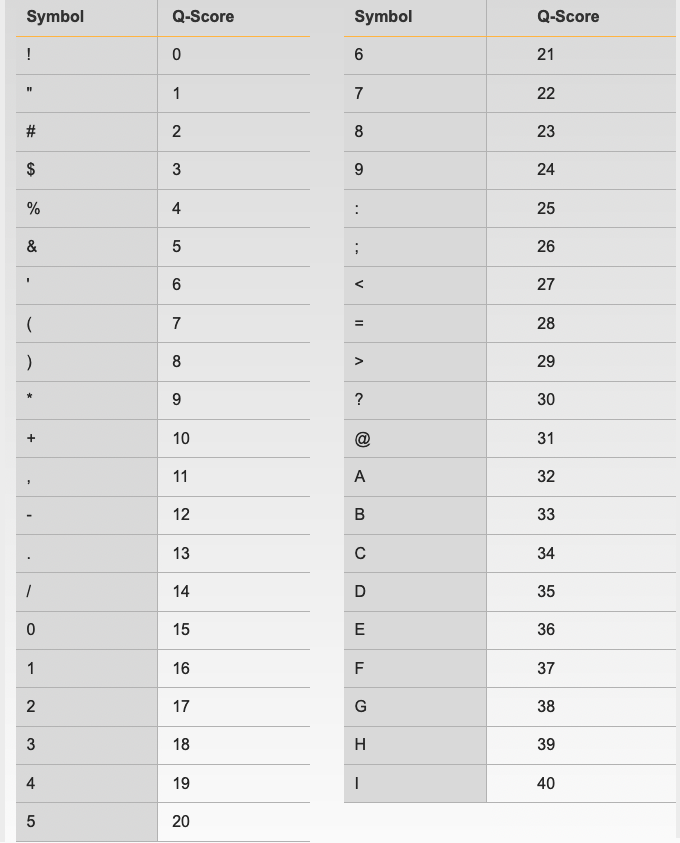 Symbol Q-Score Symbol Q-Score
! 0 6 21
" 1 7 22
# 2 8 23
$ 3 9 24
% 4 : 25
& 5 ; 26
' 6 < 27
( 7 = 28
) 8 > 29
* 9 ? 30
+ 10 @ 31
, 11 A 32
- 12 B 33
. 13 C 34
/ 14 D 35
0 15 E 36
1 16 F 37
2 17 G 38
3 18 H 39
4 19 I 40
5 20